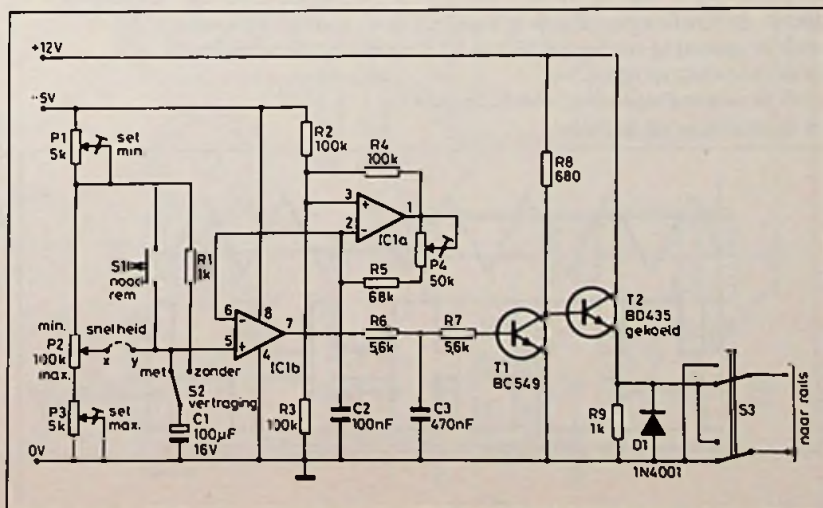 +12V
+5V
P1
5k
set
min.
R2
100k
R4
100k
R8
680
3
+
2
-
1
IC1a
P4
50k
S1
nood
rem
R1
1k
R5
68k
T2
BD435
gekoeld
min.
P2
100k
max.
snelheid
x
y
6
-
5
+
8
7
4
IC1b
R6
5,6k
R7
5,6k
T1
BC549
met
zonder
S2
vertraging
P3
5k
set
max.
C1
100µF
16V
R3
100k
C2
100nF
C3
470nF
R9
1k
D1
1N4001
S3
naar rails
0V